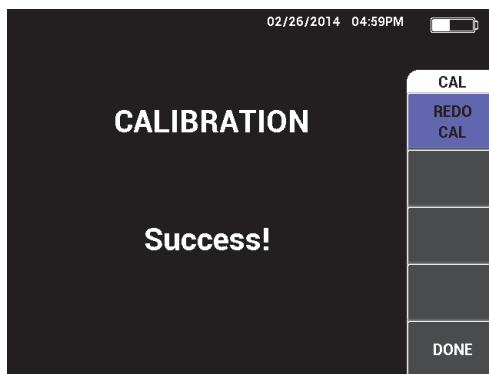 02/26/2014 04:59PM
CAL
REDO
CAL
CALIBRATION
Success!
DONE